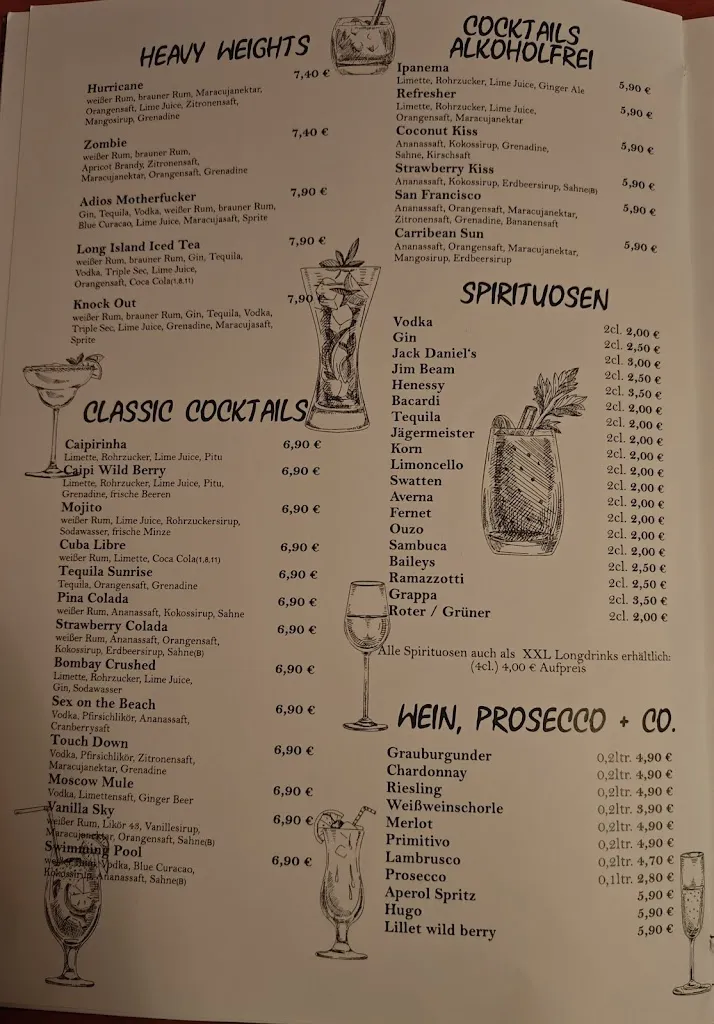 HEAVY WEIGHTS
Hurricane 7,40 €
weißer Rum, brauner Rum, Maracujanektar,
Orangensaft, Lime Juice, Zitronensaft,
Mangosirup, Grenadine
Zombie 7,40 €
weißer Rum, brauner Rum,
Apricot Brandy, Zitronensaft,
Maracujanektar, Orangensaft, Grenadine
Adios Motherfucker 7,90 €
Gin, Tequila, Vodka, weißer Rum, brauner Rum,
Blue Curacao, Lime Juice, Maracujasaft, Sprite
Long Island Iced Tea 7,90 €
weißer Rum, brauner Rum, Gin, Tequila,
Vodka, Triple Sec, Lime Juice,
Orangensaft, Coca Cola(1,8,11)
Knock Out 7,90 €
weißer Rum, brauner Rum, Gin, Tequila, Vodka,
Triple Sec, Lime Juice, Grenadine, Maracujasaft,
Sprite
CLASSIC COCKTAILS
Caipirinha 6,90 €
Limette, Rohrzucker, Lime Juice, Pitu
Caipi Wild Berry 6,90 €
Limette, Rohrzucker, Lime Juice, Pitu,
Grenadine, frische Beeren
Mojito 6,90 €
weißer Rum, Lime Juice, Rohrzuckersirup,
Sodawasser, frische Minze
Cuba Libre 6,90 €
weißer Rum, Limette, Coca Cola(1,8,11)
Tequila Sunrise 6,90 €
Tequila, Orangensaft, Grenadine
Pina Colada 6,90 €
weißer Rum, Ananassaft, Kokossirup, Sahne
Strawberry Colada 6,90 €
weißer Rum, Ananassaft, Orangensaft,
Kokossirup, Erdbeersirup, Sahne(B)
Bombay Crushed 6,90 €
Limette, Rohrzucker, Lime Juice,
Gin, Sodawasser
Sex on the Beach 6,90 €
Vodka, Pfirsichlikör, Ananassaft,
Cranberrysaft
Touch Down 6,90 €
Vodka, Pfirsichlikör, Zitronensaft,
Maracujanektar, Grenadine
Moscow Mule 6,90 €
Vodka, Limettensaft, Ginger Beer
Vanilla Sky 6,90 €
weißer Rum, Likör 43, Vanillesirup,
Maracujanektar, Orangensaft, Sahne(B)
Swimming Pool 6,90 €
weißer Rum, Vodka, Blue Curacao,
Kokossirup, Ananassaft, Sahne(B)
COCKTAILS
ALKOHOLFREI
Ipanema 5,90 €
Limette, Rohrzucker, Lime Juice, Ginger Ale
Refresher 5,90 €
Limette, Rohrzucker, Lime Juice,
Orangensaft, Maracujanektar
Coconut Kiss 5,90 €
Ananassaft, Kokossirup, Grenadine,
Sahne, Kirschsaft
Strawberry Kiss 5,90 €
Ananassaft, Kokossirup, Erdbeersirup, Sahne(B)
San Francisco 5,90 €
Ananassaft, Orangensaft, Maracujanektar,
Zitronensaft, Grenadine, Bananensaft
Carribean Sun 5,90 €
Ananassaft, Orangensaft, Maracujanektar,
Mangosirup, Erdbeersirup
SPIRITUOSEN
Vodka 2cl. 2,00 €
Gin 2cl. 2,50 €
Jack Daniel's 2cl. 3,00 €
Jim Beam 2cl. 2,50 €
Henessy 2cl. 3,50 €
Bacardi 2cl. 2,00 €
Tequila 2cl. 2,00 €
Jägermeister 2cl. 2,00 €
Korn 2cl. 2,00 €
Limoncello 2cl. 2,00 €
Swatten 2cl. 2,00 €
Averna 2cl. 2,00 €
Fernet 2cl. 2,00 €
Ouzo 2cl. 2,00 €
Sambuca 2cl. 2,00 €
Baileys 2cl. 2,50 €
Ramazzotti 2cl. 2,50 €
Grappa 2cl. 3,50 €
Roter / Grüner 2cl. 2,00 €
Alle Spirituosen auch als XXL Longdrinks erhältlich:
(4cl.) 4,00 € Aufpreis
WEIN, PROSECCO + CO.
Grauburgunder 0,2ltr. 4,90 €
Chardonnay 0,2ltr. 4,90 €
Riesling 0,2ltr. 4,90 €
Weißweinschorle 0,2ltr. 3,90 €
Merlot 0,2ltr. 4,90 €
Primitivo 0,2ltr. 4,90 €
Lambrusco 0,2ltr. 4,70 €
Prosecco 0,1ltr. 2,80 €
Aperol Spritz 5,90 €
Hugo 5,90 €
Lillet wild berry 5,90 €